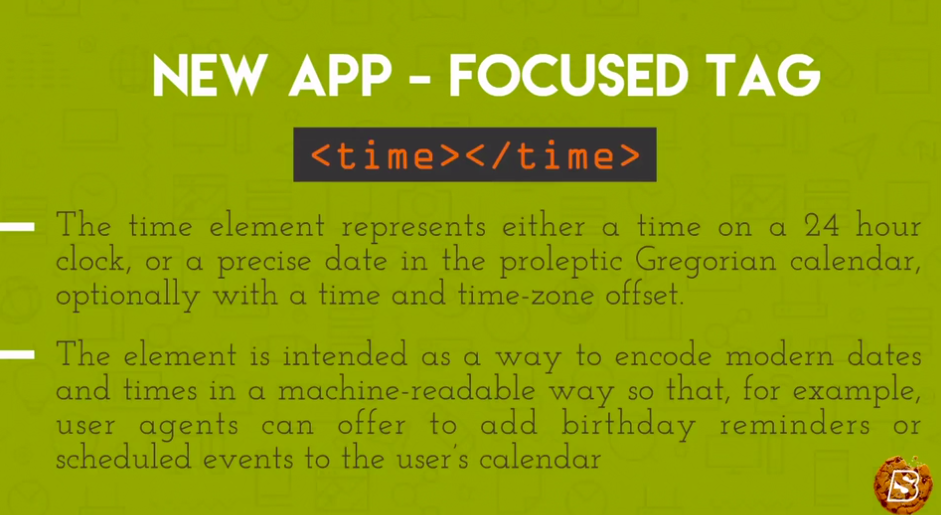 NEW APP - FOCUSED TAG
<time></time>
The time element represents either a time on a 24 hour
clock, or a precise date in the proleptic Gregorian calendar,
optionally with a time and time-zone offset.
The element is intended as a way to encode modern dates
and times in a machine-readable way so that, for example,
user agents can offer to add birthday reminders or
scheduled events to the user's calendar
B